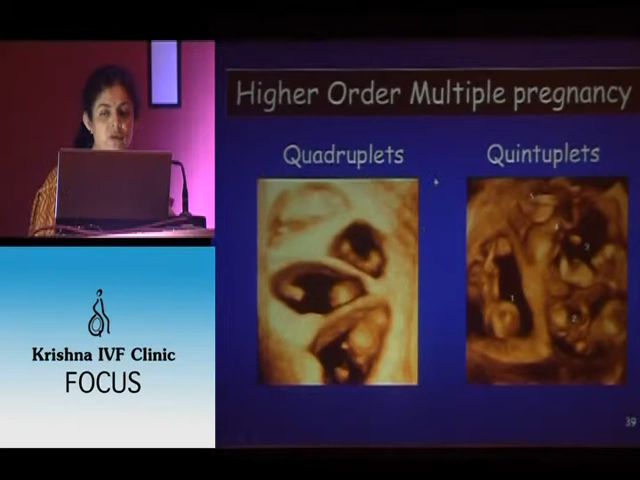 Higher Order Multiple pregnancy
Quadruplets
Quintuplets
39
Krishna IVF Clinic
FOCUS